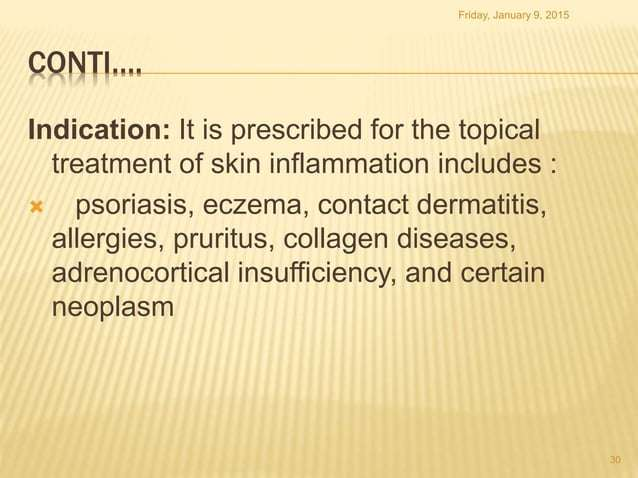 Friday, January 9, 2015
CONTI....
Indication: It is prescribed for the topical
treatment of skin inflammation includes :
psoriasis, eczema, contact dermatitis,
allergies, pruritus, collagen diseases,
adrenocortical insufficiency, and certain
neoplasm
30